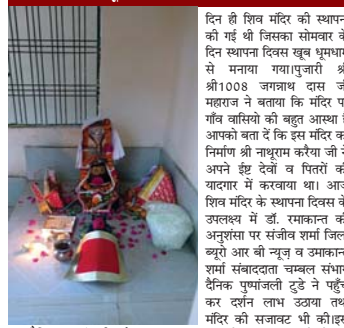 दिन ही शिव मंदिर की स्थापन
की गई थी जिसका सोमवार के
दिन स्थापना दिवस खूब धूमधाम
से मनाया गया।पुजारी श्री
श्री1008 जगन्नाथ दास जी
महाराज ने बताया कि मंदिर प
गाँव वासियो की बहुत आस्था है
आपको बता दें कि इस मंदिर क
निर्माण श्री नाथूराम करैया जी ने
अपने ईष्ट देवों व पितरों की
यादगार में करवाया था। आज
शिव मंदिर के स्थापना दिवस के
उपलक्ष्य में डॉ. रमाकान्त की
अनुशंसा पर संजीव शर्मा जिला
ब्यूरो आर बी न्यूज़ व उमाकान्त
शर्मा संबाददाता चम्बल संभाग
दैनिक पुष्पांजली टुडे ने पहुँच
कर दर्शन लाभ उठाया तथ
मंदिर की सजावट भी की।इस